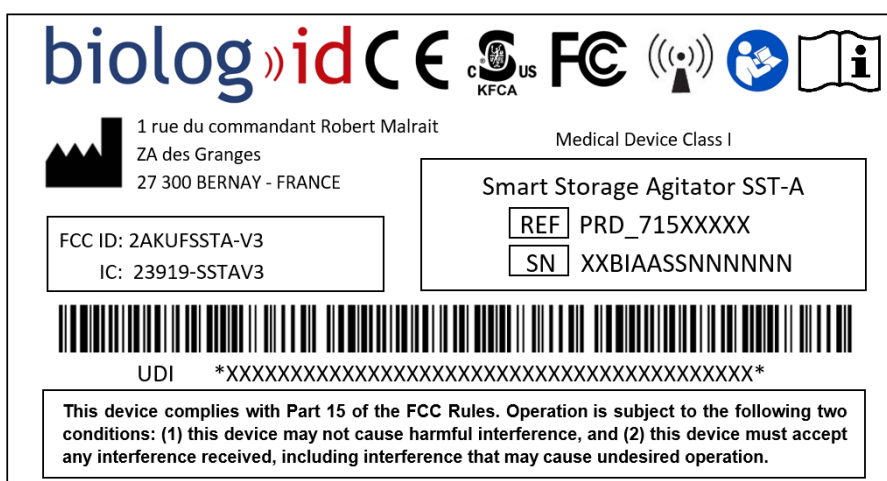 biolog»id CE c US FC
KFCA
1 rue du commandant Robert Malrait
ZA des Granges
27 300 BERNAY - FRANCE
Medical Device Class I
Smart Storage Agitator SST-A
REF PRD_715XXXXX
SN XXBIAASSNNNNNN
FCC ID: 2AKUFSSTA-V3
IC: 23919-SSTAV3
UDI *XXXXXXXXXXXXXXXXXXXXXXXXXXXXXXXXXXXXXXXXX*
This device complies with Part 15 of the FCC Rules. Operation is subject to the following two
conditions: (1) this device may not cause harmful interference, and (2) this device must accept
any interference received, including interference that may cause undesired operation.